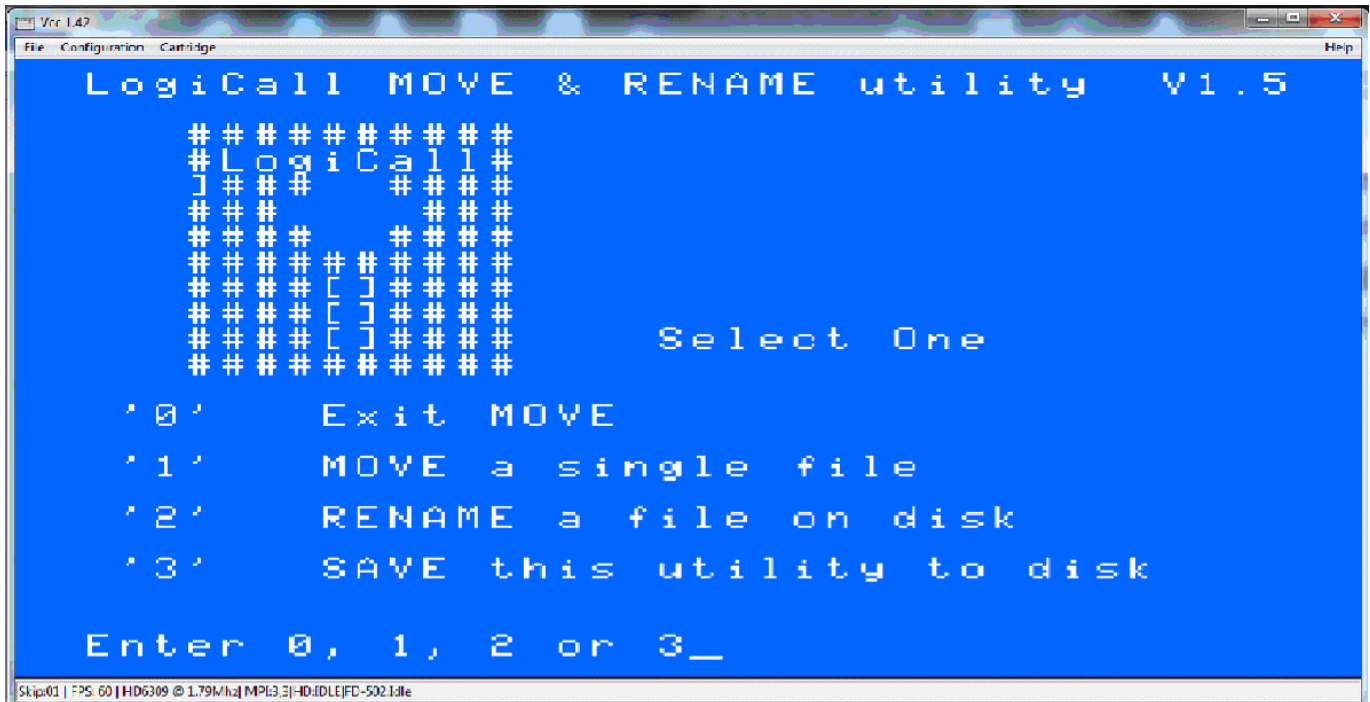 Vcc 1.42
File Configuration Cartridge Help
LogiCall MOVE & RENAME utility V1.5
##########
#LogiCall#
]### ####
### ###
#### ####
##########
####[]####
####[]####
####[]####
##########
Select One
'0' Exit MOVE
'1' MOVE a single file
'2' RENAME a file on disk
'3' SAVE this utility to disk
Enter 0, 1, 2 or 3_
Skip:01 | FPS: 60 | HD6309 @ 1.79Mhz| MPI:3,3|HD:IDLE|FD-502:Idle